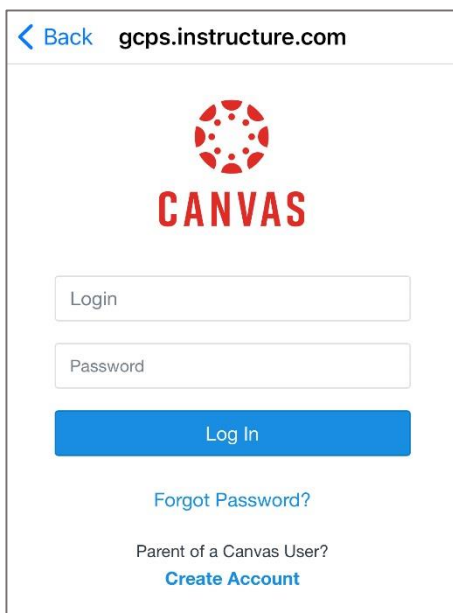 Back gcps.instructure.com
CANVAS
Login
Password
Log In
Forgot Password?
Parent of a Canvas User?
Create Account